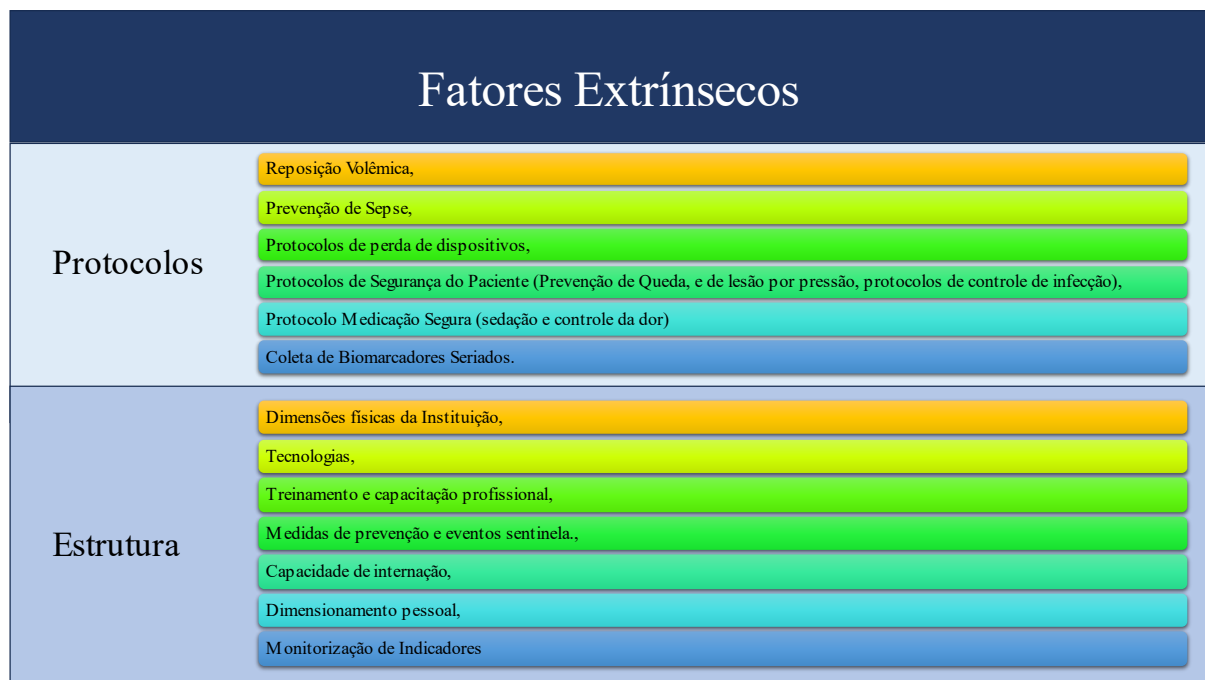 Fatores Extrínsecos
Protocolos
Reposição Volêmica,
Prevenção de Sepse,
Protocolos de perda de dispositivos,
Protocolos de Segurança do Paciente (Prevenção de Queda, e de lesão por pressão, protocolos de controle de infecção),
Protocolo Medicação Segura (sedação e controle da dor)
Coleta de Biomarcadores Seriados.
Estrutura
Dimensões físicas da Instituição,
Tecnologias,
Treinamento e capacitação profissional,
Medidas de prevenção e eventos sentinela.,
Capacidade de internação,
Dimensionamento pessoal,
Monitorização de Indicadores